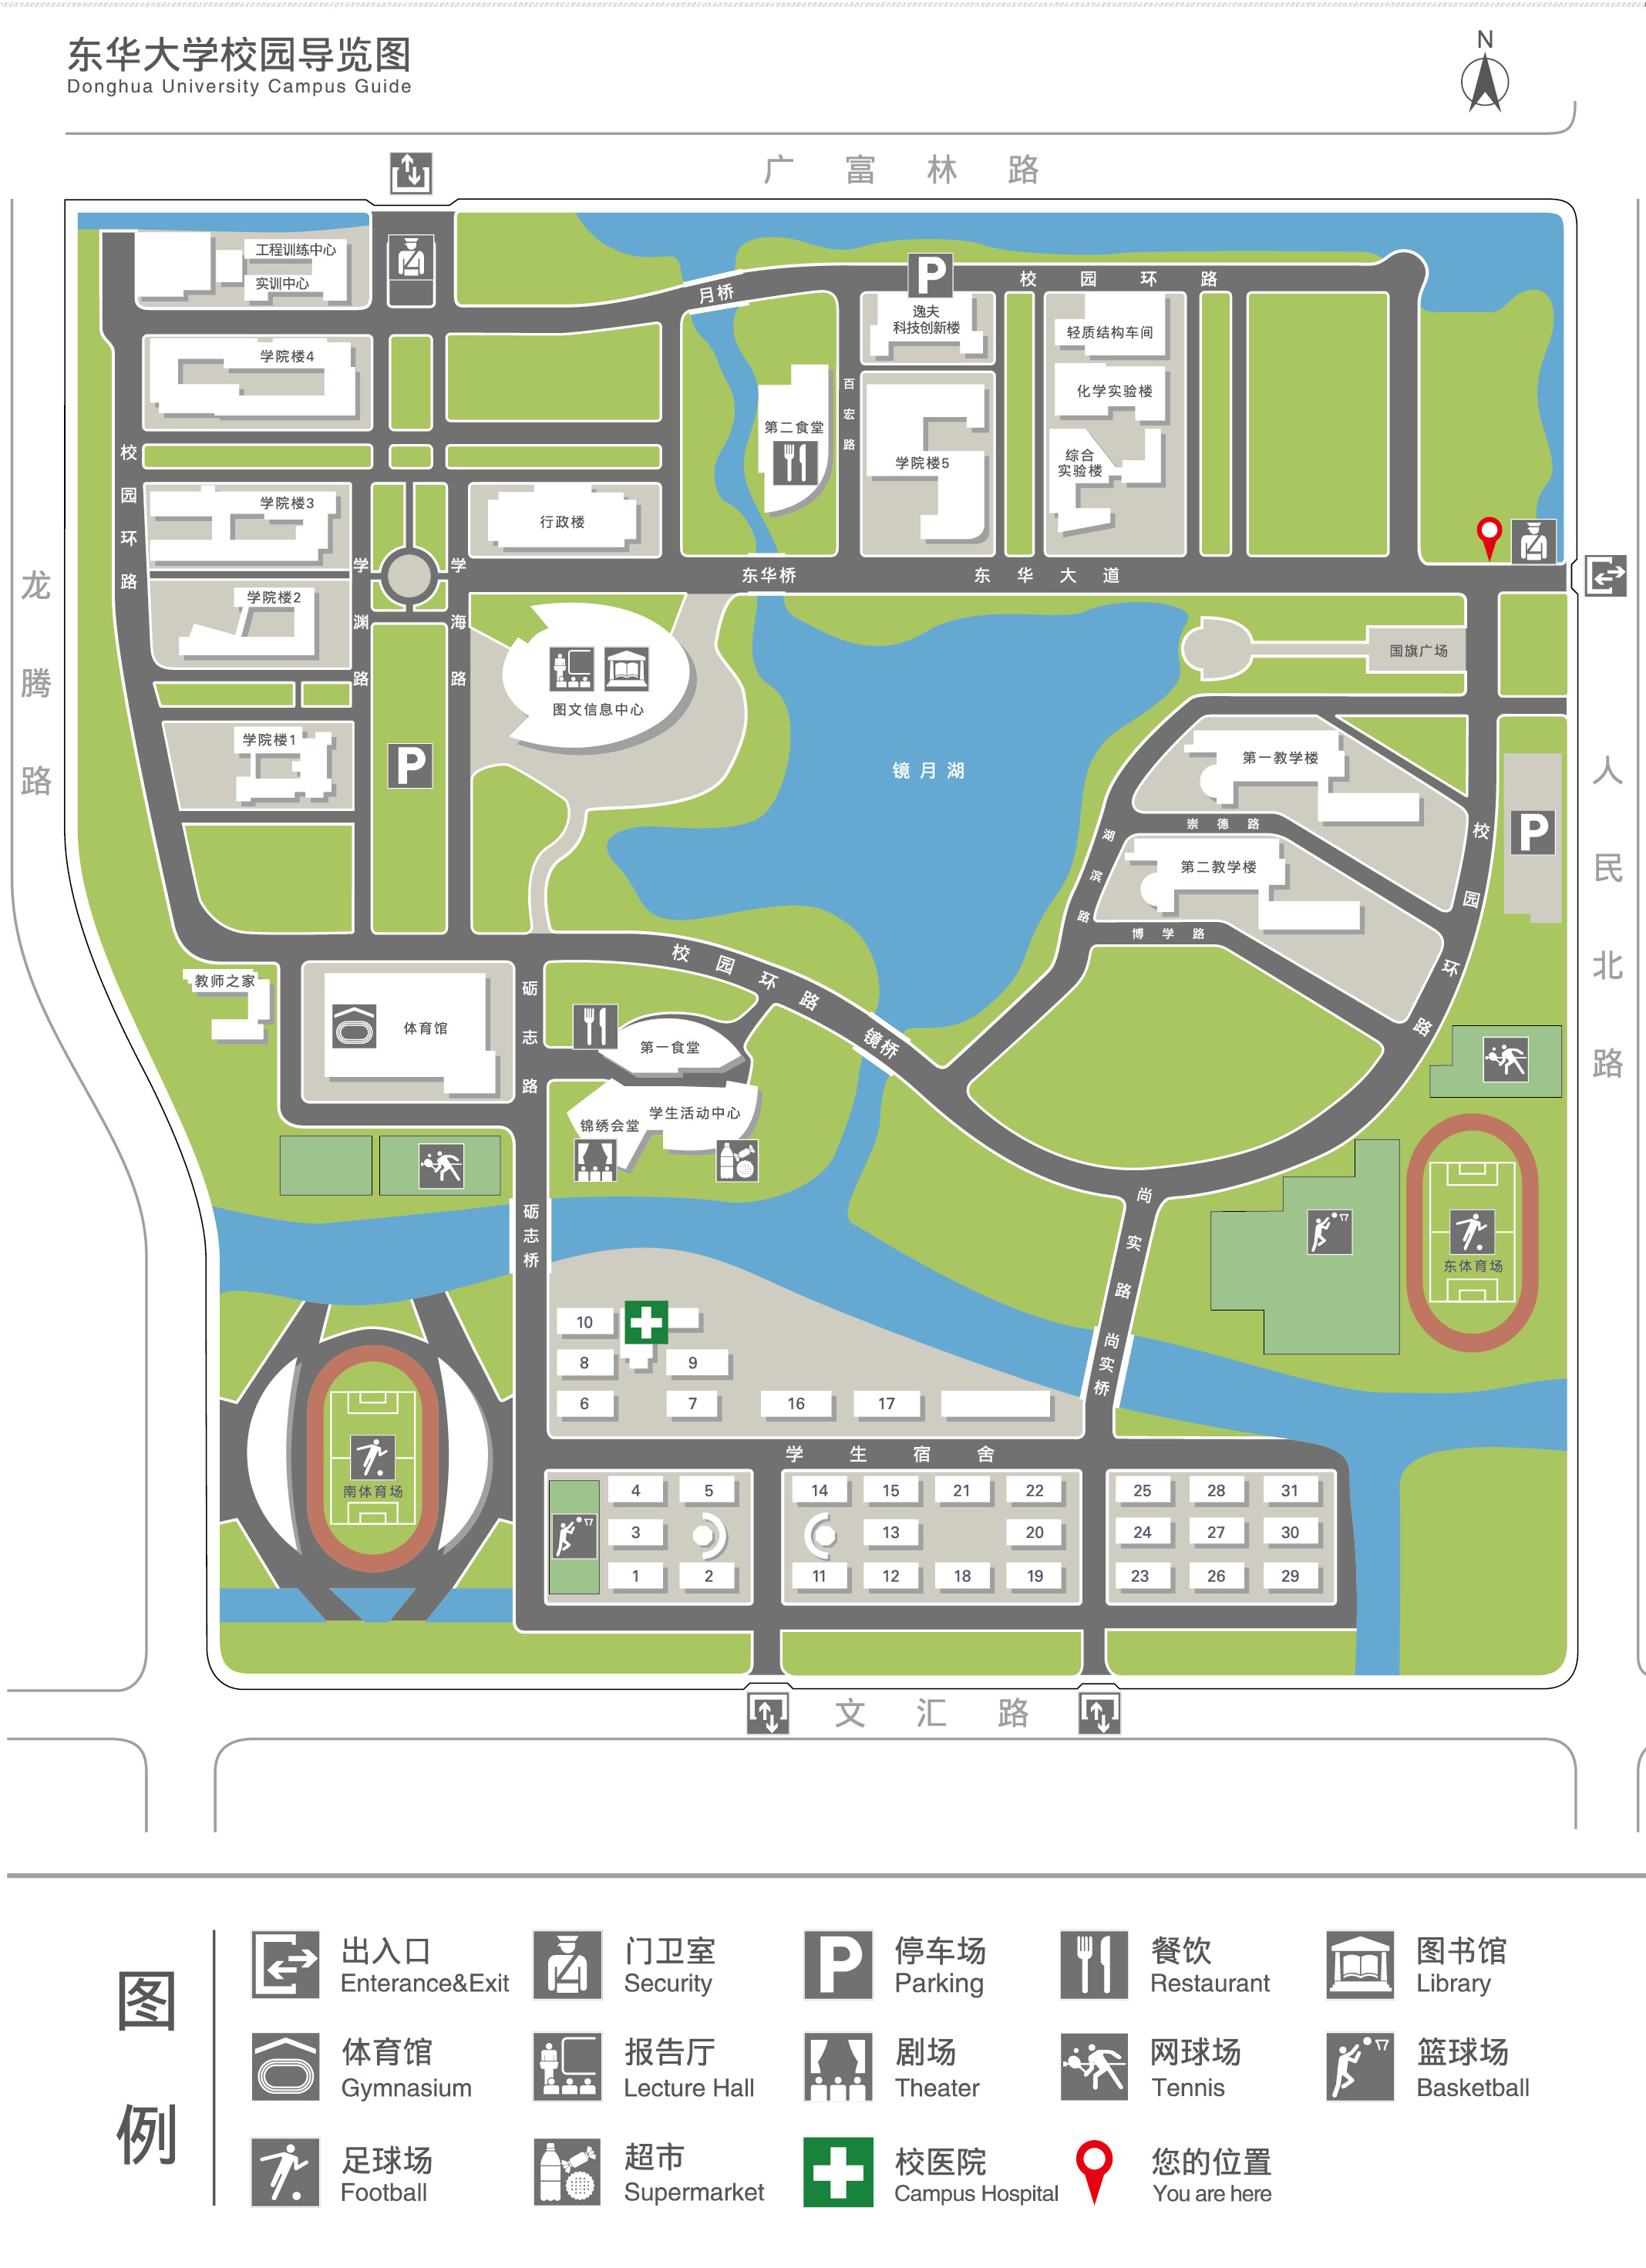 东华大学校园导览图
Donghua University Campus Guide
N
广富林路
工程训练中心
实训中心
月桥
P
校园环路
逸夫
科技创新楼
轻质结构车间
学院楼4
百宏路
化学实验楼
第二食堂
校园环路
综合
实验楼
学院楼5
学院楼3
行政楼
学渊路
学海路
东华桥
东华大道
龙腾路
学院楼2
国旗广场
图文信息中心
学院楼1
P
镜月湖
第一教学楼
人民北路
崇德路
湖滨路
校园环路
P
第二教学楼
博学路
校园环路
教师之家
砺志路
体育馆
第一食堂
镜桥
学生活动中心
锦绣会堂
尚实路
砺志桥
东体育场
尚实桥
10
8
9
6
7
16
17
学生宿舍
南体育场
4
5
14
15
21
22
25
28
31
3
13
20
24
27
30
1
2
11
12
18
19
23
26
29
文汇路
图例
出入口
Enterance&Exit
门卫室
Security
P
停车场
Parking
餐饮
Restaurant
图书馆
Library
体育馆
Gymnasium
报告厅
Lecture Hall
剧场
Theater
网球场
Tennis
篮球场
Basketball
足球场
Football
超市
Supermarket
校医院
Campus Hospital
您的位置
You are here